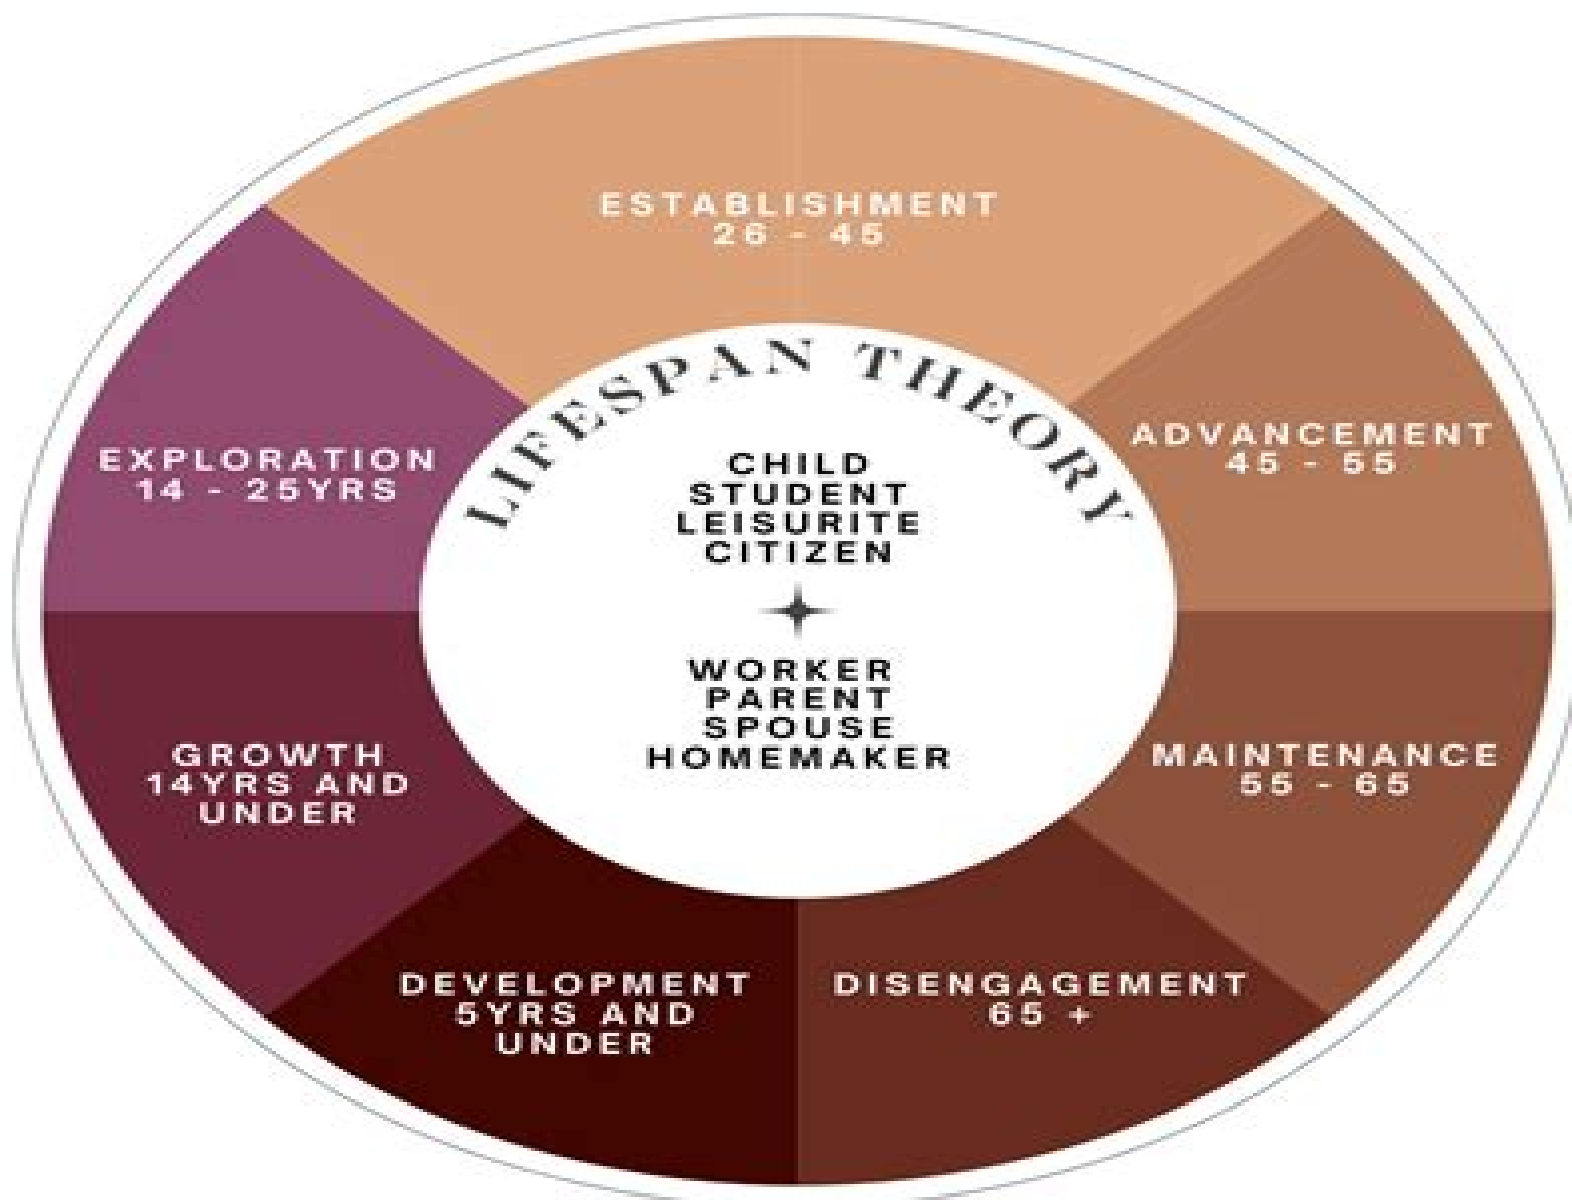 LIFESPAN THEORY
CHILD
STUDENT
LEISURITE
CITIZEN
WORKER
PARENT
SPOUSE
HOMEMAKER
ESTABLISHMENT
26 - 45
ADVANCEMENT
45 - 55
MAINTENANCE
55 - 65
DISENGAGEMENT
65 +
DEVELOPMENT
5YRS AND
UNDER
GROWTH
14YRS AND
UNDER
EXPLORATION
14 - 25YRS